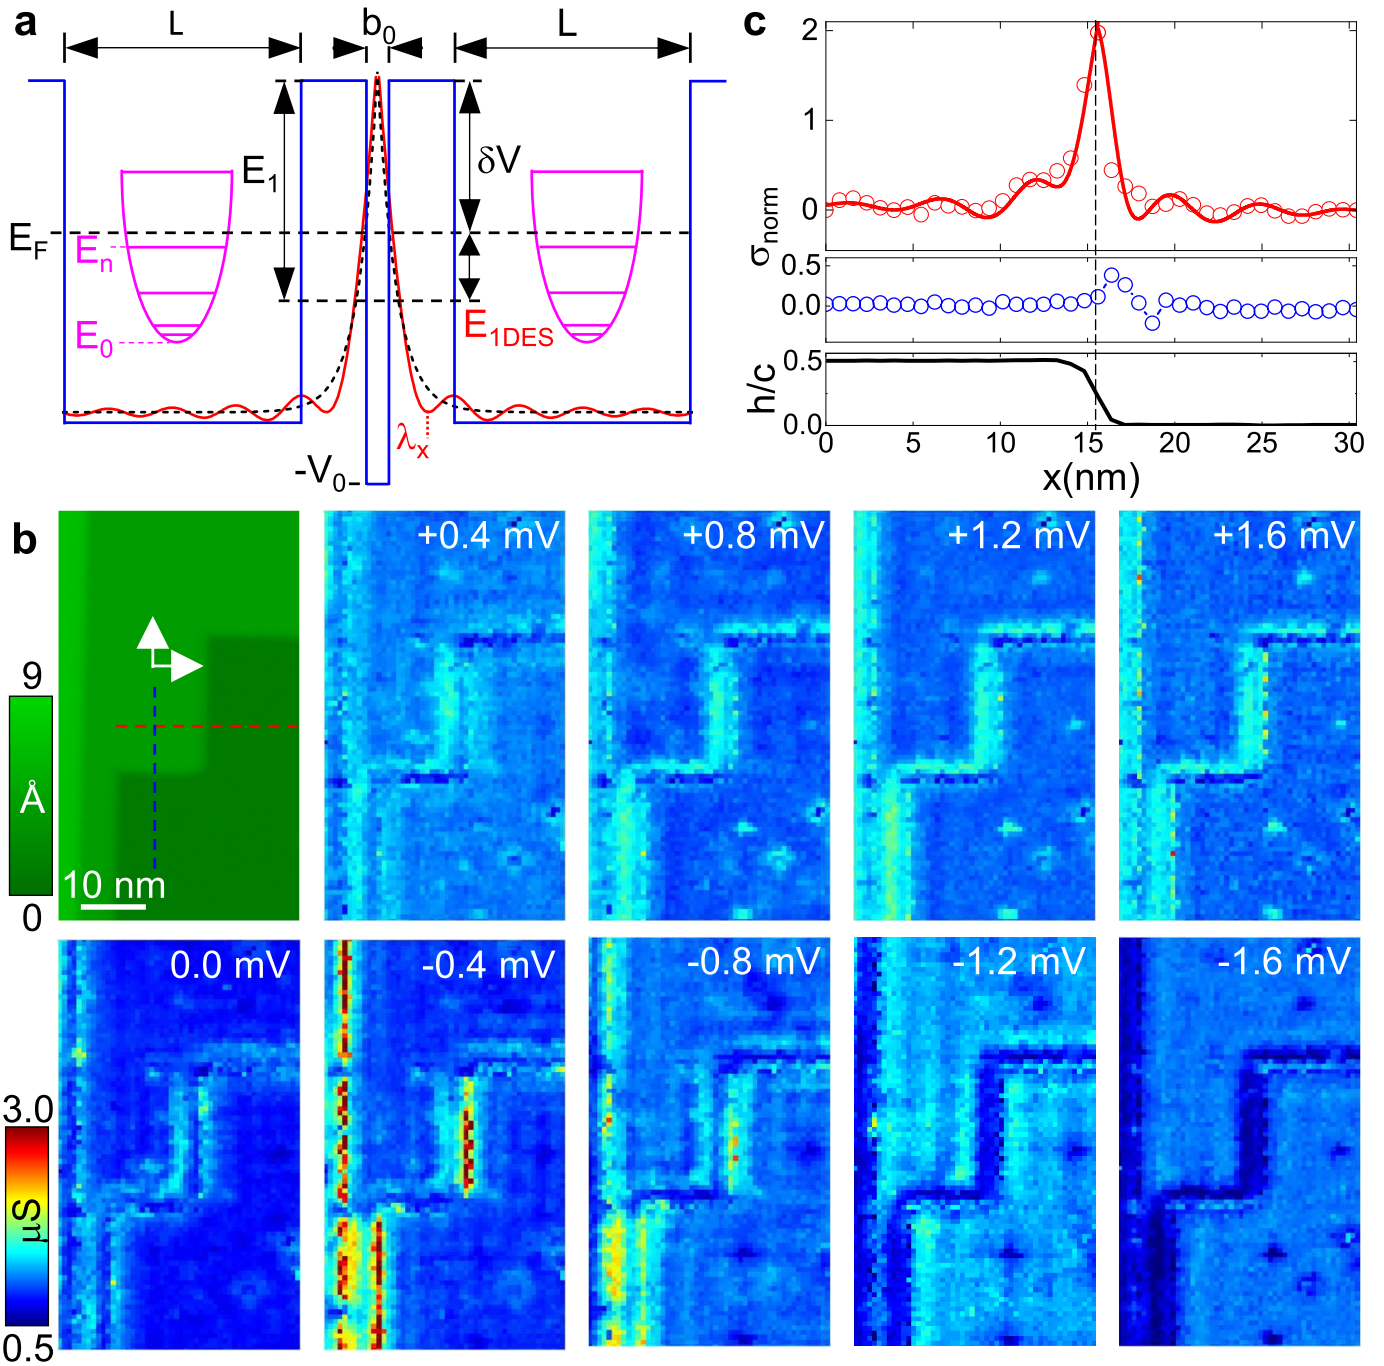 a
L
b0
L
E1
δV
EF
En
E0
E1DES
λx
-V0
c
2
1
0
σnorm
0.5
0.0
h/c
0.5
0.0
0
5
10
15
20
25
30
x(nm)
b
9
Å
0
10 nm
+0.4 mV
+0.8 mV
+1.2 mV
+1.6 mV
3.0
µS
0.5
0.0 mV
-0.4 mV
-0.8 mV
-1.2 mV
-1.6 mV